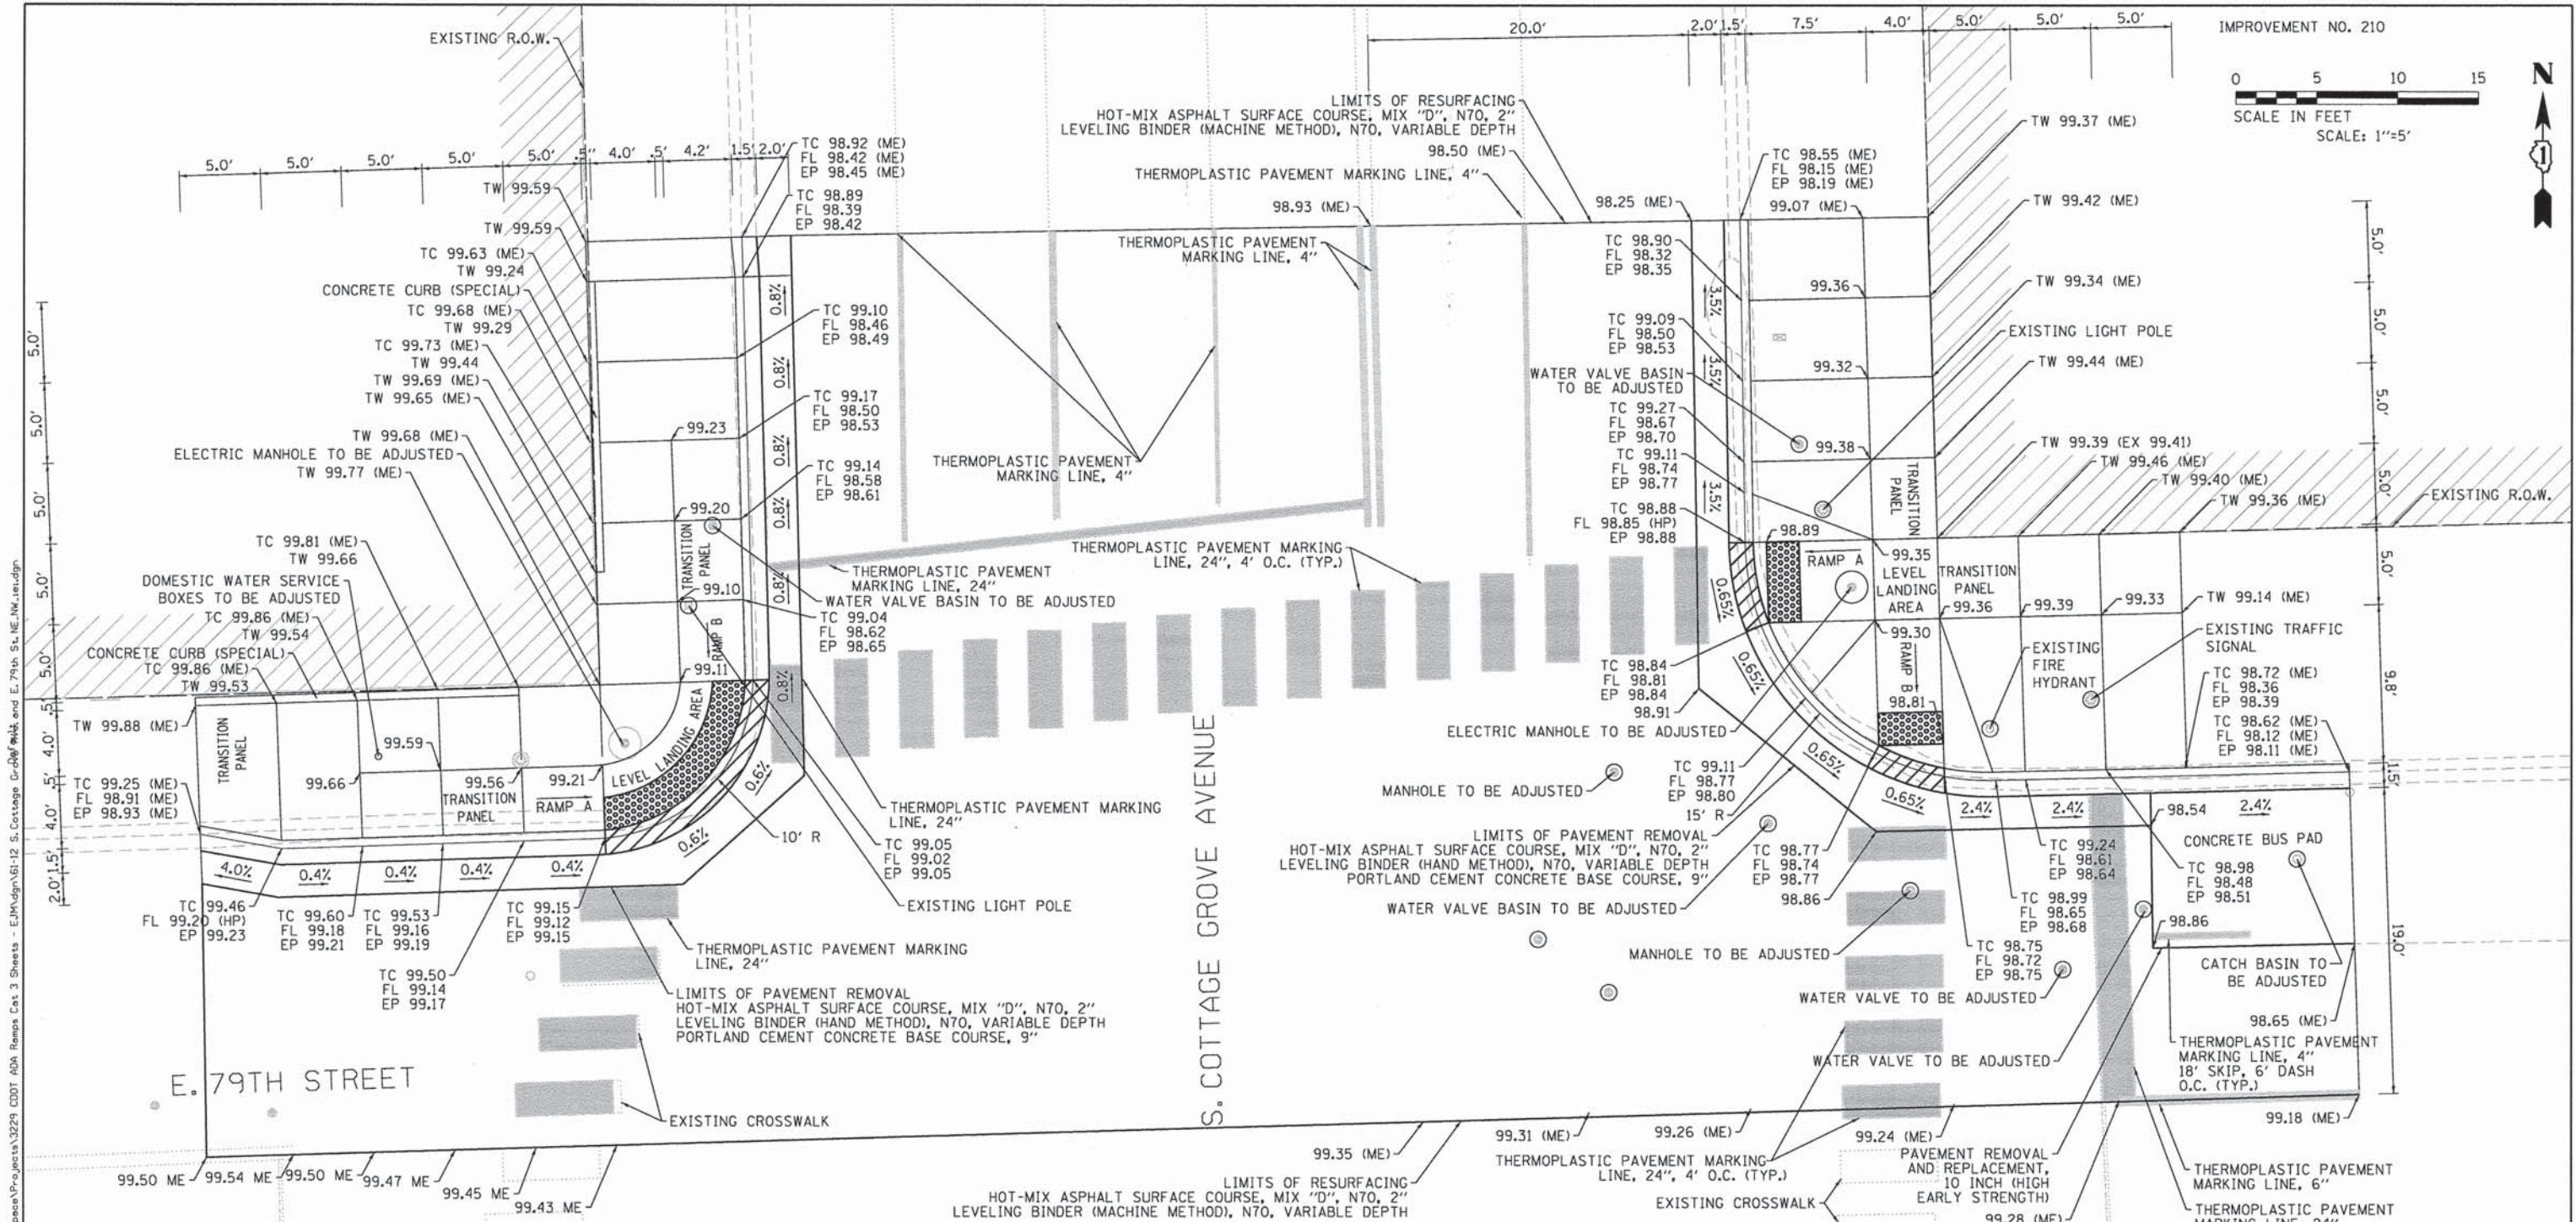 IMPROVEMENT NO. 210
0 5 10 15
SCALE IN FEET
SCALE: 1"=5'
N
1
EXISTING R.O.W.
20.0' 2.0' 1.5' 7.5' 4.0' 5.0' 5.0' 5.0'
5.0' 5.0' 5.0' 5.0' 5.0' .5" 4.0' .5' 4.2' 1.5' 2.0'
TC 98.92 (ME)
FL 98.42 (ME)
EP 98.45 (ME)
TC 98.89
FL 98.39
EP 98.42
TC 99.10
FL 98.46
EP 98.49
TC 99.17
FL 98.50
EP 98.53
TC 99.14
FL 98.58
EP 98.61
TC 99.04
FL 98.62
EP 98.65
TW 99.59
TW 99.59
TC 99.63 (ME)
TW 99.24
CONCRETE CURB (SPECIAL)
TC 99.68 (ME)
TW 99.29
TC 99.73 (ME)
TW 99.44
TW 99.69 (ME)
TW 99.65 (ME)
TW 99.68 (ME)
ELECTRIC MANHOLE TO BE ADJUSTED
TW 99.77 (ME)
TC 99.81 (ME)
TW 99.66
DOMESTIC WATER SERVICE
BOXES TO BE ADJUSTED
TC 99.86 (ME)
TW 99.54
CONCRETE CURB (SPECIAL)
TC 99.86 (ME)
TW 99.53
TW 99.88 (ME)
TC 99.25 (ME)
FL 98.91 (ME)
EP 98.93 (ME)
TC 99.46
FL 99.20 (HP)
EP 99.23
TC 99.60
FL 99.18
EP 99.21
TC 99.53
FL 99.16
EP 99.19
TC 99.50
FL 99.14
EP 99.17
TC 99.15
FL 99.12
EP 99.15
5.0'
5.0'
5.0'
5.0'
5.0'
.5'
4.0'
.5'
4.0'
1.5'
2.0'
99.23
99.20
TRANSITION
PANEL
99.10
RAMP B
99.11
LEVEL LANDING AREA
TRANSITION
PANEL
99.59
99.66
99.56
99.21
TRANSITION
PANEL
RAMP A
0.8%
0.8%
0.8%
0.8%
0.8%
0.8%
0.6%
0.6%
4.0%
0.4%
0.4%
0.4%
0.4%
10' R
TC 99.05
FL 99.02
EP 99.05
EXISTING LIGHT POLE
THERMOPLASTIC PAVEMENT MARKING
LINE, 24"
THERMOPLASTIC PAVEMENT MARKING
LINE, 24"
LIMITS OF PAVEMENT REMOVAL
HOT-MIX ASPHALT SURFACE COURSE, MIX "D", N70, 2"
LEVELING BINDER (HAND METHOD), N70, VARIABLE DEPTH
PORTLAND CEMENT CONCRETE BASE COURSE, 9"
EXISTING CROSSWALK
E. 79TH STREET
99.50 ME
99.54 ME
99.50 ME
99.47 ME
99.45 ME
99.43 ME
LIMITS OF RESURFACING
HOT-MIX ASPHALT SURFACE COURSE, MIX "D", N70, 2"
LEVELING BINDER (MACHINE METHOD), N70, VARIABLE DEPTH
98.50 (ME)
THERMOPLASTIC PAVEMENT MARKING LINE, 4"
98.93 (ME)
98.25 (ME)
THERMOPLASTIC PAVEMENT
MARKING LINE, 4"
THERMOPLASTIC PAVEMENT
MARKING LINE, 4"
THERMOPLASTIC PAVEMENT
MARKING LINE, 24"
WATER VALVE BASIN TO BE ADJUSTED
THERMOPLASTIC PAVEMENT MARKING
LINE, 24", 4' O.C. (TYP.)
S. COTTAGE GROVE AVENUE
TC 98.55 (ME)
FL 98.15 (ME)
EP 98.19 (ME)
99.07 (ME)
TC 98.90
FL 98.32
EP 98.35
99.36
TC 99.09
FL 98.50
EP 98.53
99.32
WATER VALVE BASIN
TO BE ADJUSTED
TC 99.27
FL 98.67
EP 98.70
99.38
TC 99.11
FL 98.74
EP 98.77
TC 98.88
FL 98.85 (HP)
EP 98.88
98.89
3.5%
3.5%
3.5%
0.65%
0.65%
0.65%
0.65%
2.4%
2.4%
2.4%
TW 99.37 (ME)
TW 99.42 (ME)
TW 99.34 (ME)
EXISTING LIGHT POLE
TW 99.44 (ME)
TW 99.39 (EX 99.41)
TW 99.46 (ME)
TW 99.40 (ME)
TW 99.36 (ME)
EXISTING R.O.W.
TRANSITION
PANEL
RAMP A
99.35
LEVEL
LANDING
AREA
TRANSITION
PANEL
99.36
99.39
99.33
TW 99.14 (ME)
99.30
RAMP B
98.81
EXISTING
FIRE
HYDRANT
EXISTING TRAFFIC
SIGNAL
TC 98.72 (ME)
FL 98.36
EP 98.39
TC 98.62 (ME)
FL 98.12 (ME)
EP 98.11 (ME)
5.0'
5.0'
5.0'
5.0'
5.0'
9.8'
1.5'
19.0'
TC 98.84
FL 98.81
EP 98.84
98.91
ELECTRIC MANHOLE TO BE ADJUSTED
MANHOLE TO BE ADJUSTED
TC 99.11
FL 98.77
EP 98.80
15' R
LIMITS OF PAVEMENT REMOVAL
HOT-MIX ASPHALT SURFACE COURSE, MIX "D", N70, 2"
LEVELING BINDER (HAND METHOD), N70, VARIABLE DEPTH
PORTLAND CEMENT CONCRETE BASE COURSE, 9"
TC 98.77
FL 98.74
EP 98.77
98.86
WATER VALVE BASIN TO BE ADJUSTED
MANHOLE TO BE ADJUSTED
98.54
CONCRETE BUS PAD
TC 99.24
FL 98.61
EP 98.64
TC 98.98
FL 98.48
EP 98.51
TC 98.99
FL 98.65
EP 98.68
98.86
TC 98.75
FL 98.72
EP 98.75
CATCH BASIN TO
BE ADJUSTED
WATER VALVE TO BE ADJUSTED
98.65 (ME)
THERMOPLASTIC PAVEMENT
MARKING LINE, 4"
18' SKIP, 6' DASH
O.C. (TYP.)
WATER VALVE TO BE ADJUSTED
99.18 (ME)
99.35 (ME)
99.31 (ME)
99.26 (ME)
99.24 (ME)
LIMITS OF RESURFACING
HOT-MIX ASPHALT SURFACE COURSE, MIX "D", N70, 2"
LEVELING BINDER (MACHINE METHOD), N70, VARIABLE DEPTH
THERMOPLASTIC PAVEMENT MARKING
LINE, 24", 4' O.C. (TYP.)
EXISTING CROSSWALK
PAVEMENT REMOVAL
AND REPLACEMENT,
10 INCH (HIGH
EARLY STRENGTH)
99.28 (ME)
THERMOPLASTIC PAVEMENT
MARKING LINE, 6"
THERMOPLASTIC PAVEMENT
MARKING LINE, 24"